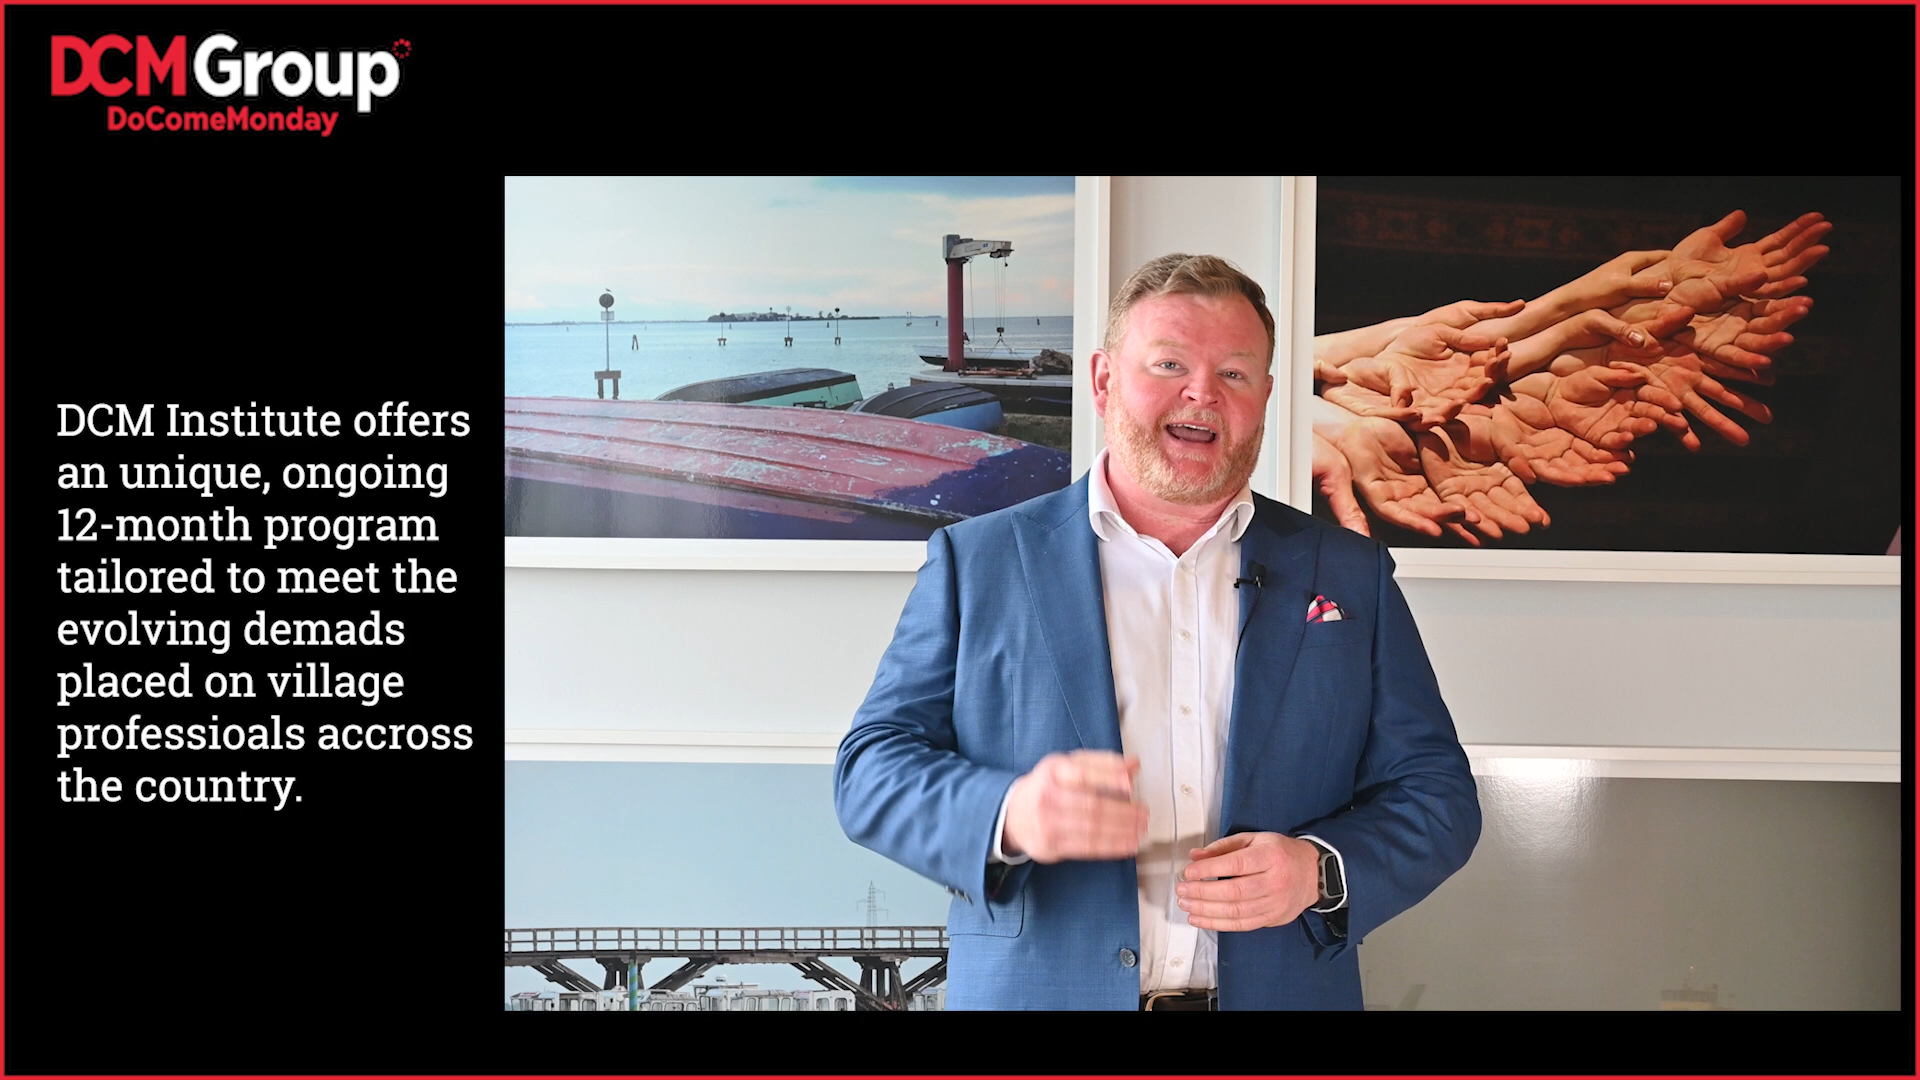 DCMGroup
DoComeMonday
DCM Institute offers
an unique, ongoing
12-month program
tailored to meet the
evolving demads
placed on village
professioals accross
the country.